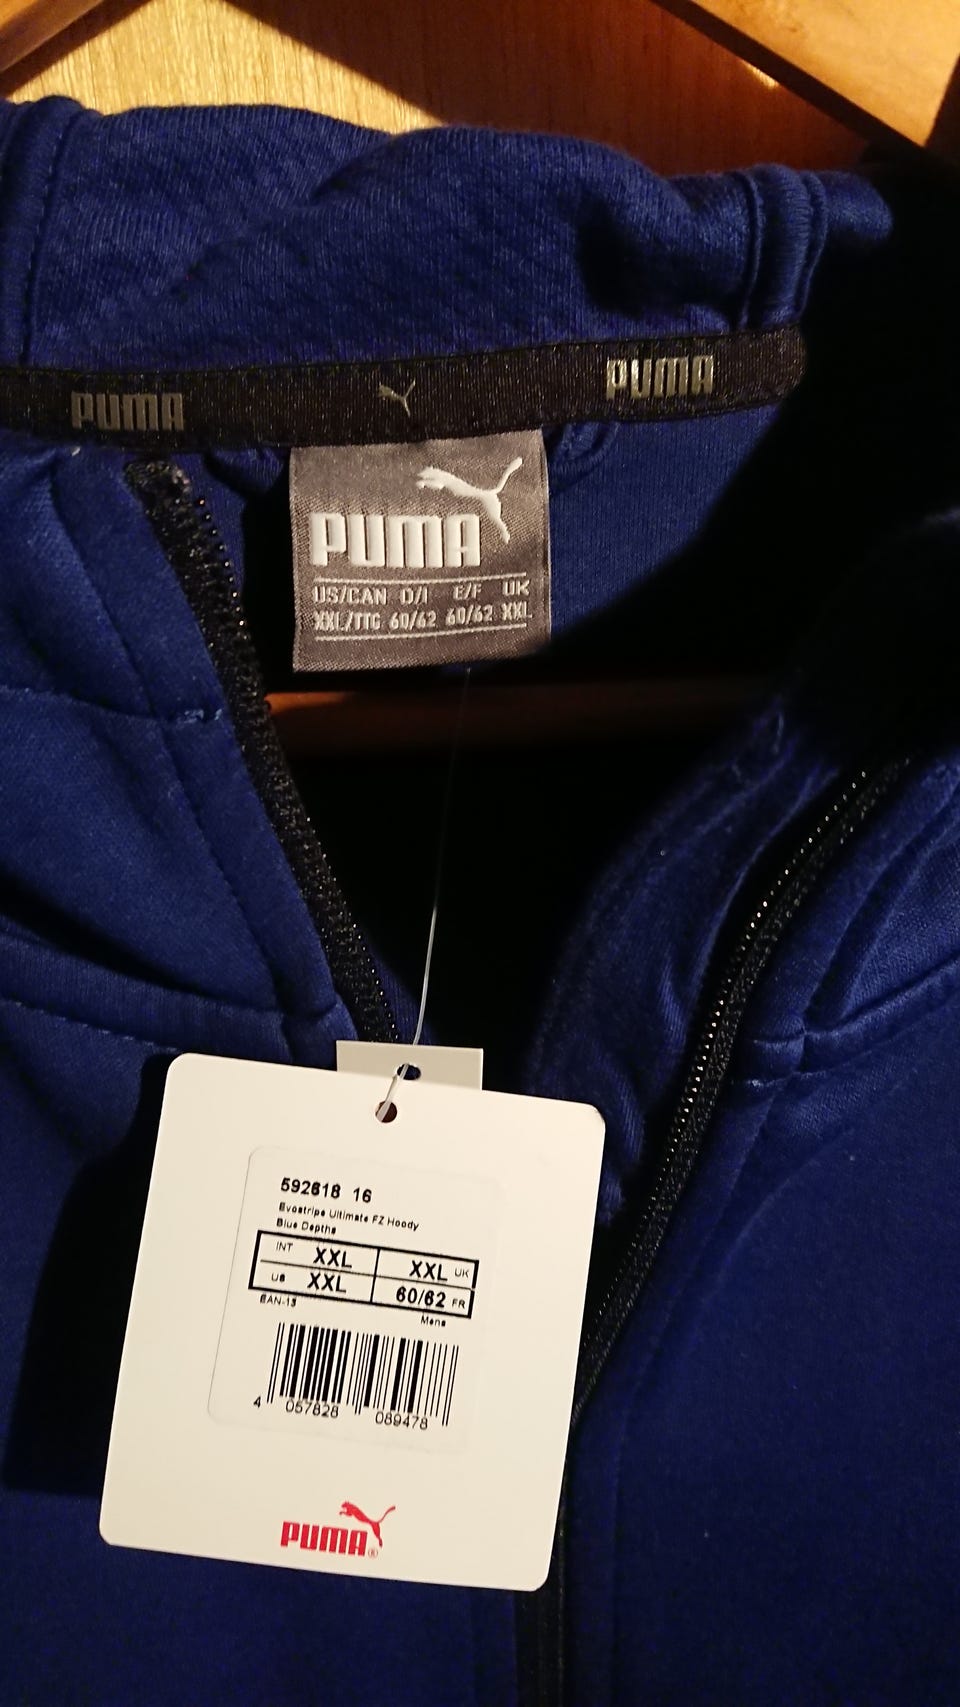 PUMA PUMA
PUMA
US/CAN D/I E/F UK
XXL/TTG 60/62 60/62 XXL
592618 16
Evostripe Ultimate FZ Hoody
Blue Depths
INT XXL XXL UK
US XXL 60/62 FR
EAN-13
Mens
4 057828 089478
PUMA®